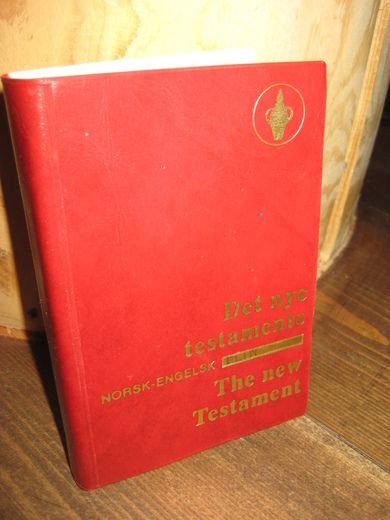 Det nye
testamente
NORSK-ENGELSK
The new
Testament